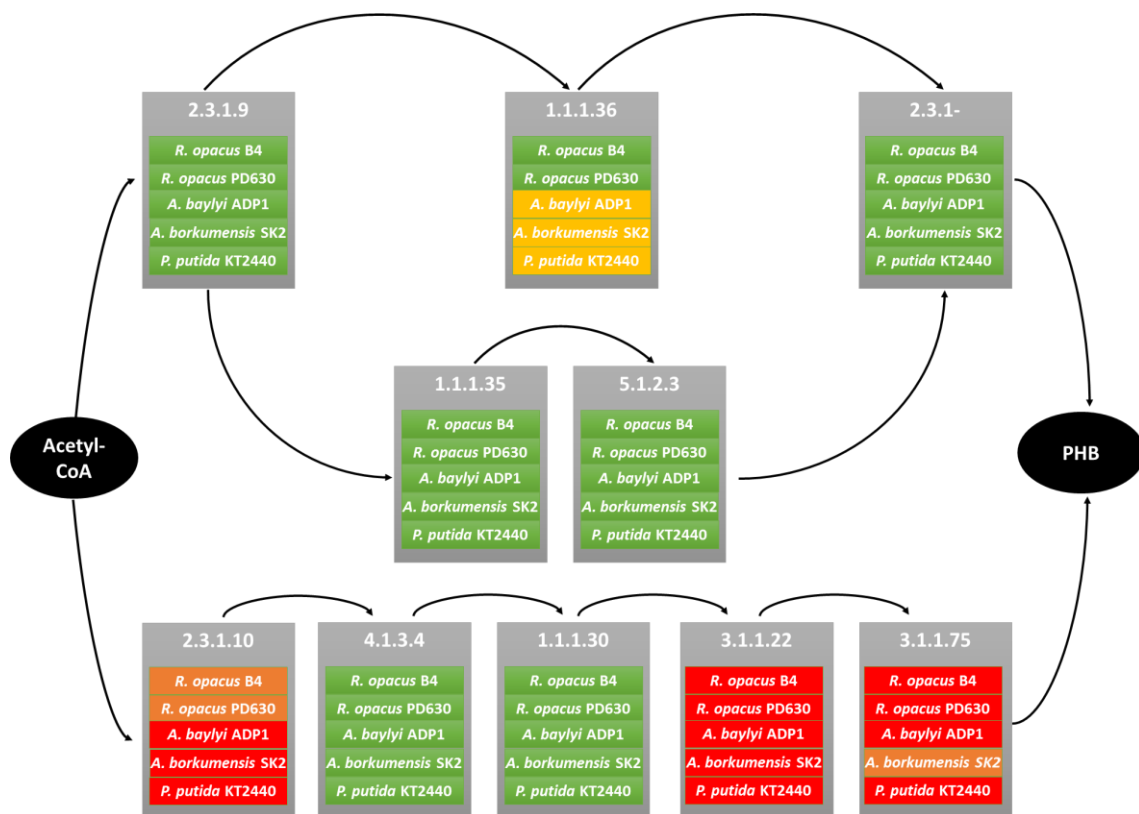 2.3.1.9
R. opacus B4
R. opacus PD630
A. baylyi ADP1
A. borkumensis SK2
P. putida KT2440
1.1.1.36
R. opacus B4
R. opacus PD630
A. baylyi ADP1
A. borkumensis SK2
P. putida KT2440
2.3.1-
R. opacus B4
R. opacus PD630
A. baylyi ADP1
A. borkumensis SK2
P. putida KT2440
1.1.1.35
R. opacus B4
R. opacus PD630
A. baylyi ADP1
A. borkumensis SK2
P. putida KT2440
5.1.2.3
R. opacus B4
R. opacus PD630
A. baylyi ADP1
A. borkumensis SK2
P. putida KT2440
Acetyl-
CoA
PHB
2.3.1.10
R. opacus B4
R. opacus PD630
A. baylyi ADP1
A. borkumensis SK2
P. putida KT2440
4.1.3.4
R. opacus B4
R. opacus PD630
A. baylyi ADP1
A. borkumensis SK2
P. putida KT2440
1.1.1.30
R. opacus B4
R. opacus PD630
A. baylyi ADP1
A. borkumensis SK2
P. putida KT2440
3.1.1.22
R. opacus B4
R. opacus PD630
A. baylyi ADP1
A. borkumensis SK2
P. putida KT2440
3.1.1.75
R. opacus B4
R. opacus PD630
A. baylyi ADP1
A. borkumensis SK2
P. putida KT2440